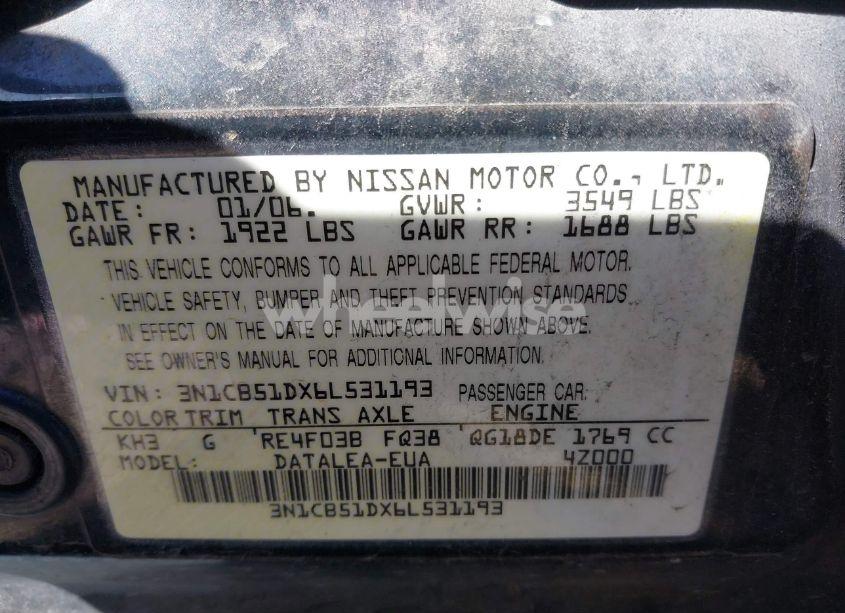 MANUFACTURED BY NISSAN MOTOR CO., LTD.
DATE: 01/06. GVWR: 3549 LBS
GAWR FR: 1922 LBS GAWR RR: 1688 LBS
THIS VEHICLE CONFORMS TO ALL APPLICABLE FEDERAL MOTOR.
VEHICLE SAFETY, BUMPER AND THEFT PREVENTION STANDARDS
wheelwise
IN EFFECT ON THE DATE OF MANUFACTURE SHOWN ABOVE.
SEE OWNER'S MANUAL FOR ADDITIONAL INFORMATION.
VIN: 3N1CB51DX6L531193 PASSENGER CAR.
COLOR TRIM TRANS AXLE ENGINE
KH3 G 'RE4F03B FQ38 'QG18DE 1769 CC
MODEL: DATALEA-EUA 4Z000
3N1CB51DX6L531193